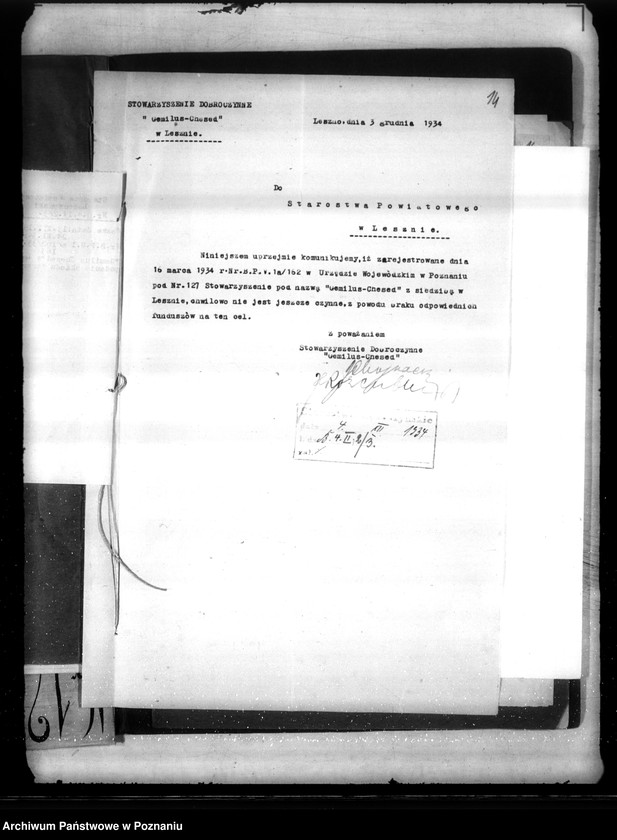 14
STOWARZYSZENIE DOBROCZYNNE
"Gemilus-Chesed"
w Lesznie.
Leszno, dnia 3 grudnia 1934
Do
Starostwa Powiatowego
w Lesznie.
Niniejszem uprzejmie komunikujemy, iż zarejestrowane dnia
16 marca 1934 r. Nr.B.P.V.1a/162 w Urzędzie Wojewódzkim w Poznaniu
pod Nr. 127 Stowarzyszenie pod nazwą "Gemilus-Chesed" z siedzibą w
Lesznie, chwilowo nie jest jeszcze czynne, z powodu braku odpowiednich
funduszów na ten cel.
z poważaniem
Stowarzyszenie Dobroczynne
"Gemilus-Chesed"
4. XII 1934
Archiwum Państwowe w Poznaniu